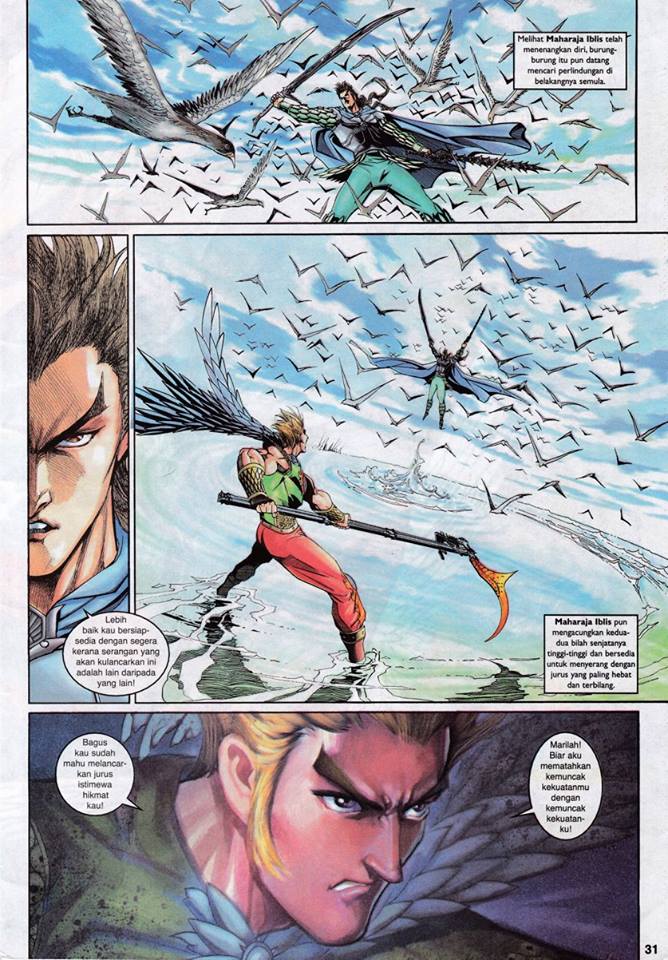 Melihat Maharaja Iblis telah
menenangkan diri, burung-
burung itu pun datang
mencari perlindungan di
belakangnya semula.
Lebih
baik kau bersiap-
sedia dengan segera
kerana serangan yang
akan kulancarkan ini
adalah lain daripada
yang lain!
Maharaja Iblis pun
mengacungkan kedua-
dua bilah senjatanya
tinggi-tinggi dan bersedia
untuk menyerang dengan
jurus yang paling hebat
dan terbilang.
Bagus
kau sudah
mahu melancar-
kan jurus
istimewa
hikmat
kau!
Marilah!
Biar aku
mematahkan
kemuncak
kekuatanmu
dengan
kemuncak
kekuatan-
ku!
31